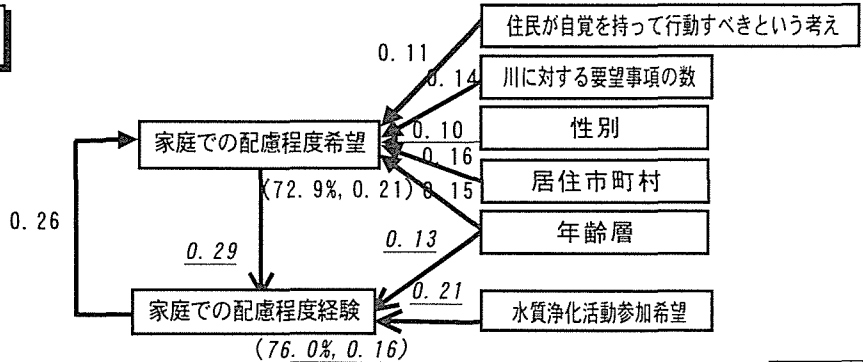 住民が自覚を持って行動すべきという考え
0.11
0.14
川に対する要望事項の数
0.10
性別
家庭での配慮程度希望
0.16
居住市町村
(72.9%, 0.21)
0.15
0.26
0.13
年齢層
0.29
0.21
家庭での配慮程度経験
水質浄化活動参加希望
(76.0%, 0.16)